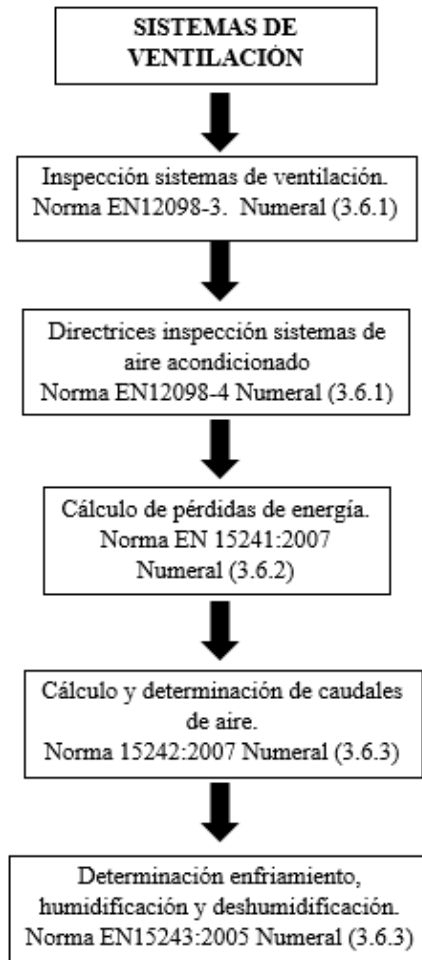 SISTEMAS DE
VENTILACIÓN
Inspección sistemas de ventilación.
Norma EN12098-3. Numeral (3.6.1)
Directrices inspección sistemas de
aire acondicionado
Norma EN12098-4 Numeral (3.6.1)
Cálculo de pérdidas de energía.
Norma EN 15241:2007
Numeral (3.6.2)
Cálculo y determinación de caudales
de aire.
Norma 15242:2007 Numeral (3.6.3)
Determinación enfriamiento,
humidificación y deshumidificación.
Norma EN15243:2005 Numeral (3.6.3)